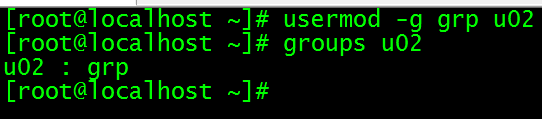 [root@localhost ~]# usermod -g grp u02
[root@localhost ~]# groups u02
u02 : grp
[root@localhost ~]#